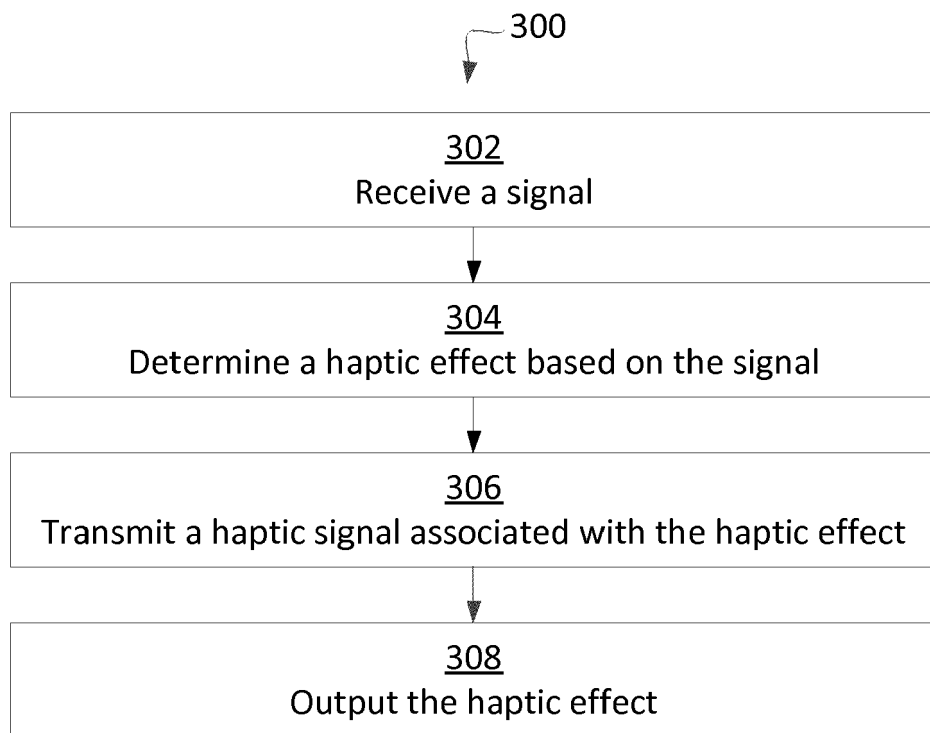 300
302
Receive a signal
304
Determine a haptic effect based on the signal
306
Transmit a haptic signal associated with the haptic effect
308
Output the haptic effect